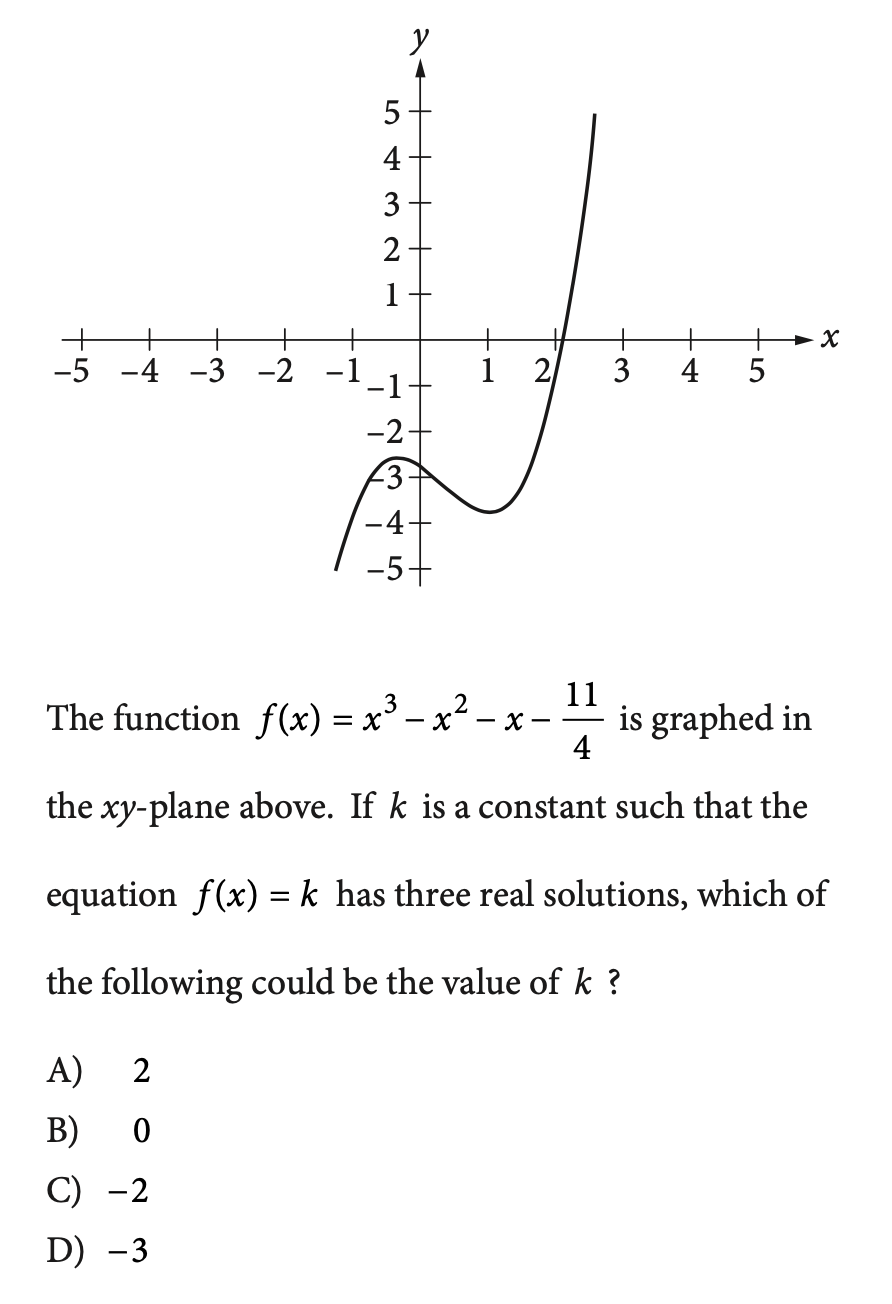 y
5
4
3
2
1
x
–5 –4 –3 –2 –1 1 2 3 4 5
–1
–2
–3
–4
–5
The function f(x) = x³ – x² – x – 11/4 is graphed in
the xy-plane above. If k is a constant such that the
equation f(x) = k has three real solutions, which of
the following could be the value of k ?
A) 2
B) 0
C) –2
D) –3